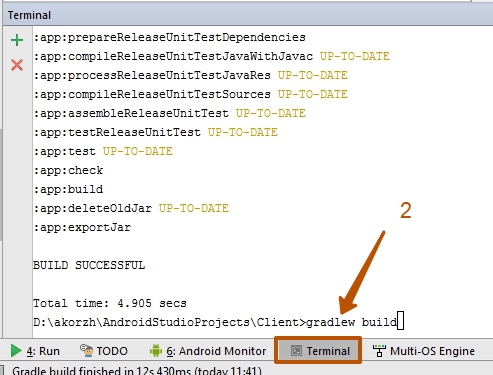 Terminal
:app:prepareReleaseUnitTestDependencies
:app:compileReleaseUnitTestJavaWithJavac UP-TO-DATE
:app:processReleaseUnitTestJavaRes UP-TO-DATE
:app:compileReleaseUnitTestSources UP-TO-DATE
:app:assembleReleaseUnitTest UP-TO-DATE
:app:testReleaseUnitTest UP-TO-DATE
:app:test UP-TO-DATE
:app:check
:app:build
:app:deleteOldJar UP-TO-DATE
:app:exportJar
2
BUILD SUCCESSFUL
Total time: 4.905 secs
D:\akorzh\AndroidStudioProjects\Client>gradlew build
4: Run TODO 6: Android Monitor Terminal Multi-OS Engine
Gradle build finished in 12s 430ms (today 11:41)